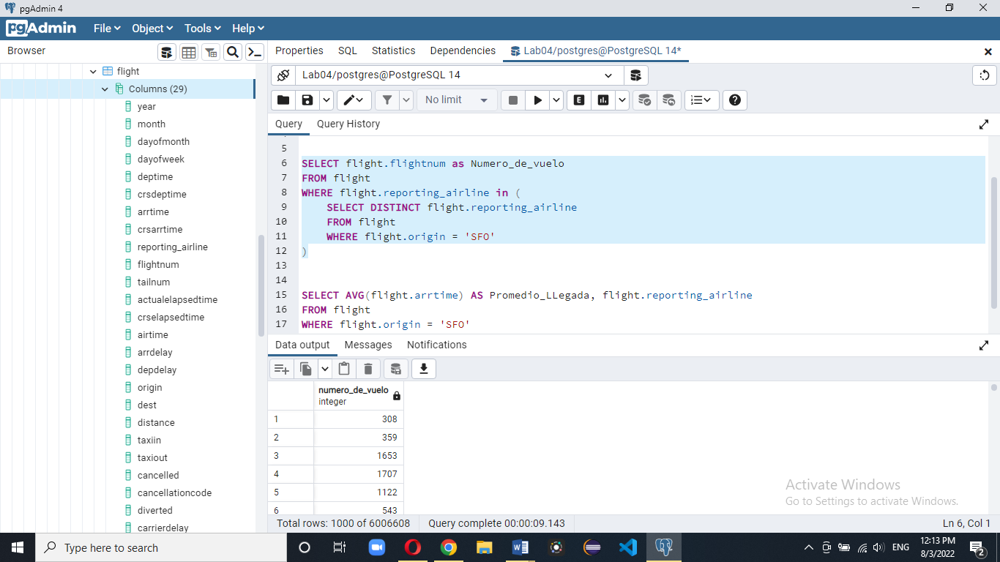 pgAdmin 4
pgAdmin File Object Tools Help
Browser
Properties SQL Statistics Dependencies Lab04/postgres@PostgreSQL 14*
flight
Columns (29)
year
month
dayofmonth
dayofweek
deptime
crsdeptime
arrtime
crsarrtime
reporting_airline
flightnum
tailnum
actualelapsedtime
crselapsedtime
airtime
arrdelay
depdelay
origin
dest
distance
taxiin
taxiout
cancelled
cancellationcode
diverted
carrierdelay
Lab04/postgres@PostgreSQL 14
No limit
E
Query Query History
5
6 SELECT flight.flightnum as Numero_de_vuelo
7 FROM flight
8 WHERE flight.reporting_airline in (
9 SELECT DISTINCT flight.reporting_airline
10 FROM flight
11 WHERE flight.origin = 'SFO'
12 )
13
14
15 SELECT AVG(flight.arrtime) AS Promedio_LLegada, flight.reporting_airline
16 FROM flight
17 WHERE flight.origin = 'SFO'
Data output Messages Notifications
numero_de_vuelo
integer
1 308
2 359
3 1653
4 1707
5 1122
6 543
Activate Windows
Go to Settings to activate Windows.
Total rows: 1000 of 6006608 Query complete 00:00:09.143 Ln 6, Col 1
Type here to search
ENG
12:13 PM
8/3/2022
2